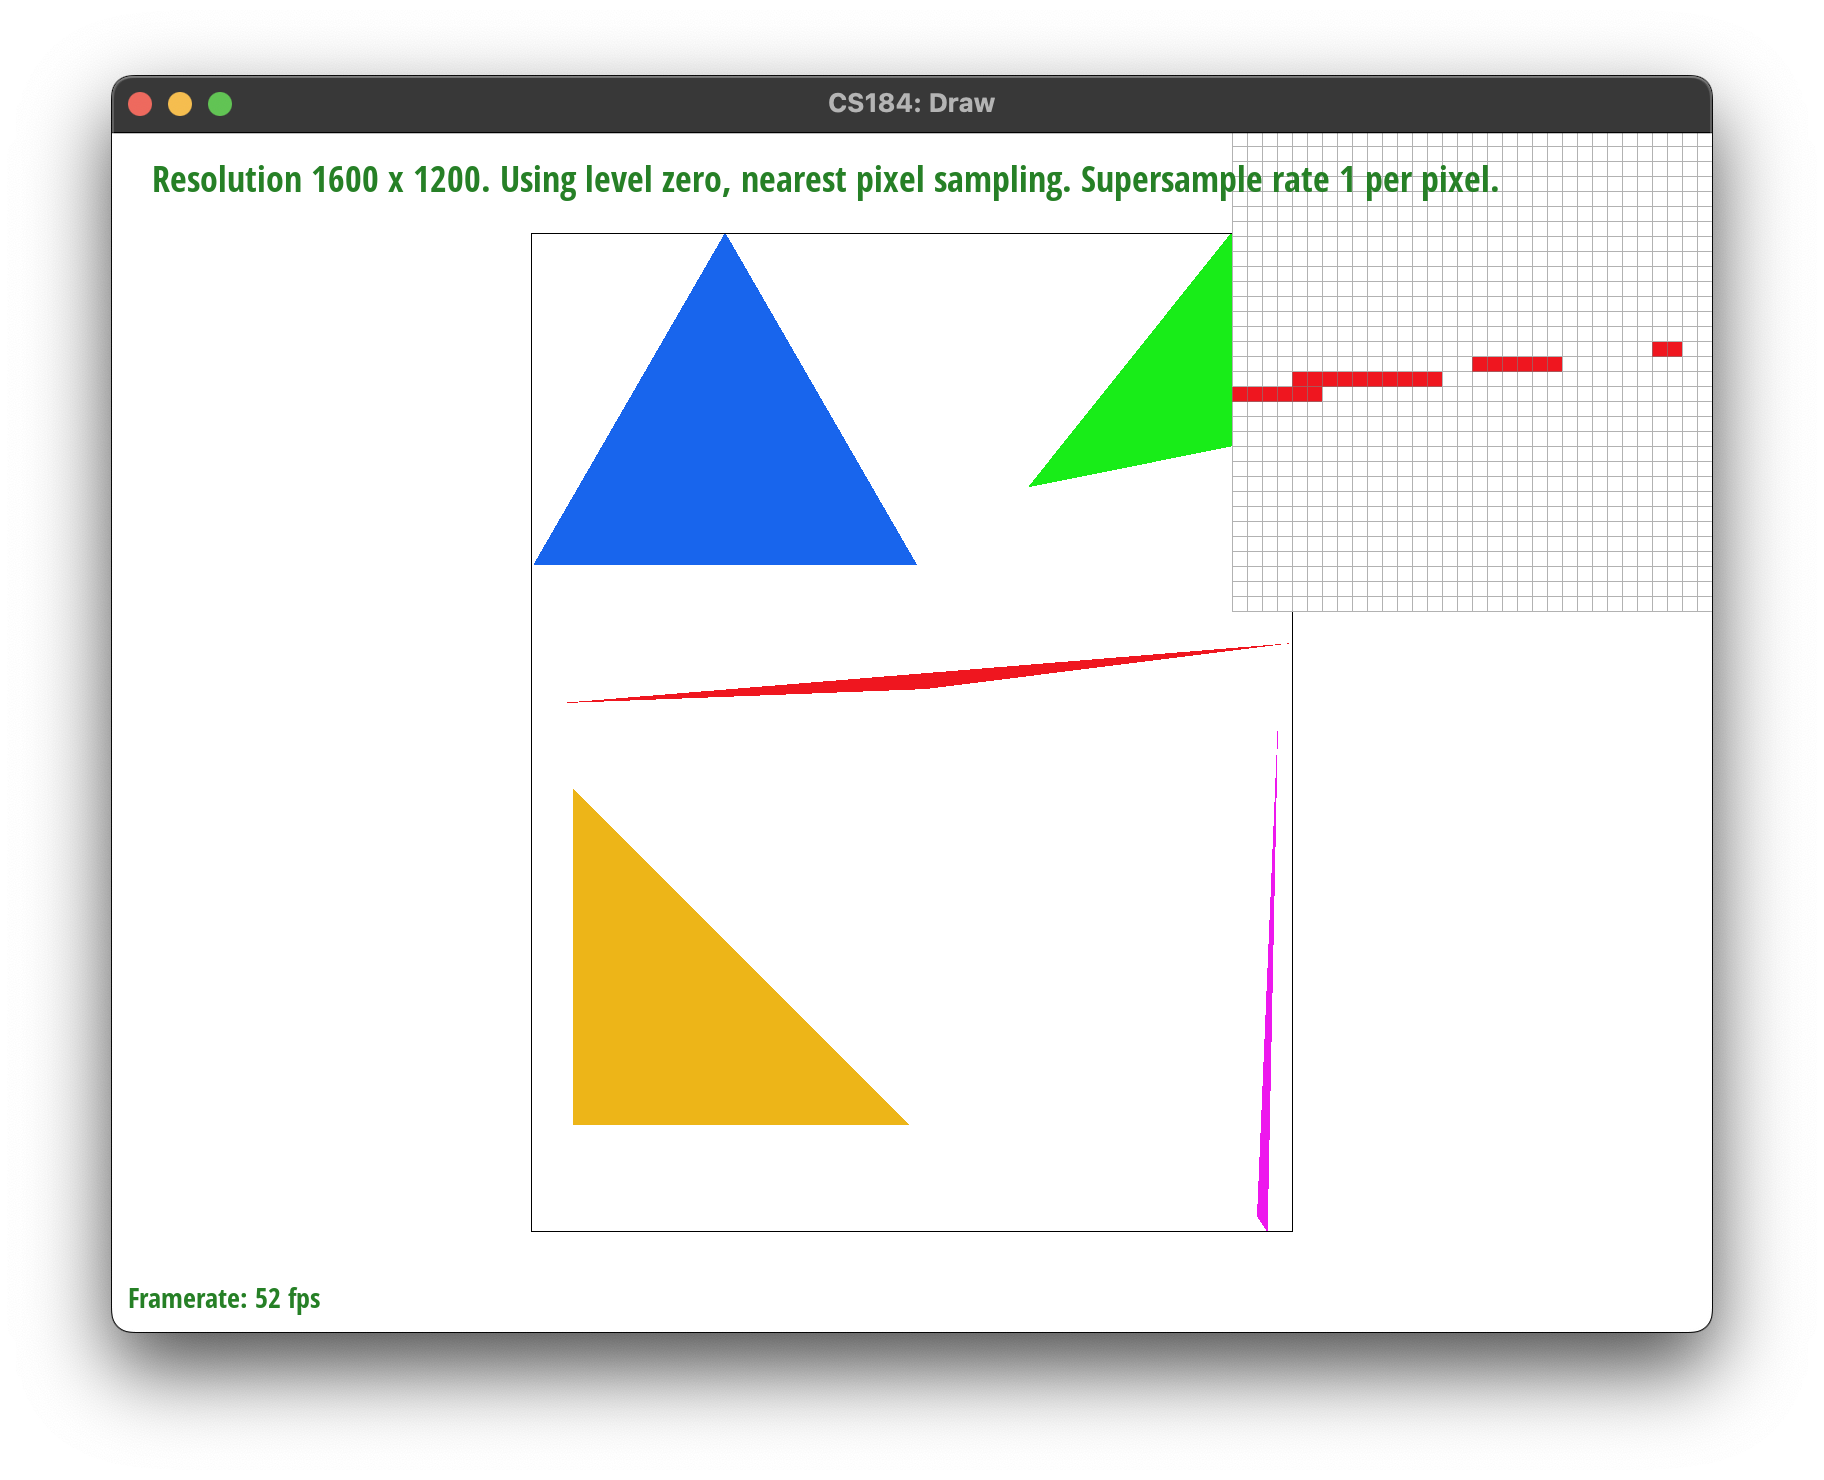 CS184: Draw
Resolution 1600 x 1200. Using level zero, nearest pixel sampling. Supersample rate 1 per pixel.
Framerate: 52 fps